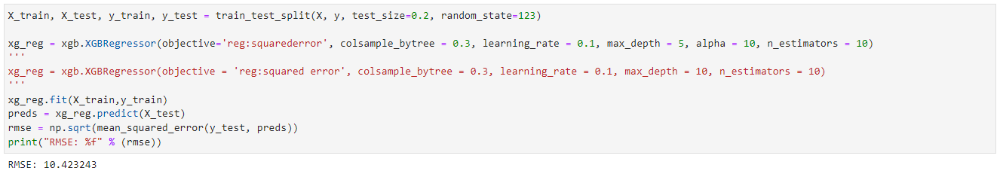 X_train, X_test, y_train, y_test = train_test_split(X, y, test_size=0.2, random_state=123)
xg_reg = xgb.XGBRegressor(objective='reg:squarederror', colsample_bytree = 0.3, learning_rate = 0.1, max_depth = 5, alpha = 10, n_estimators = 10)
'''
xg_reg = xgb.XGBRegressor(objective = 'reg:squared error', colsample_bytree = 0.3, learning_rate = 0.1, max_depth = 10, n_estimators = 10)
'''
xg_reg.fit(X_train,y_train)
preds = xg_reg.predict(X_test)
rmse = np.sqrt(mean_squared_error(y_test, preds))
print("RMSE: %f" % (rmse))
RMSE: 10.423243